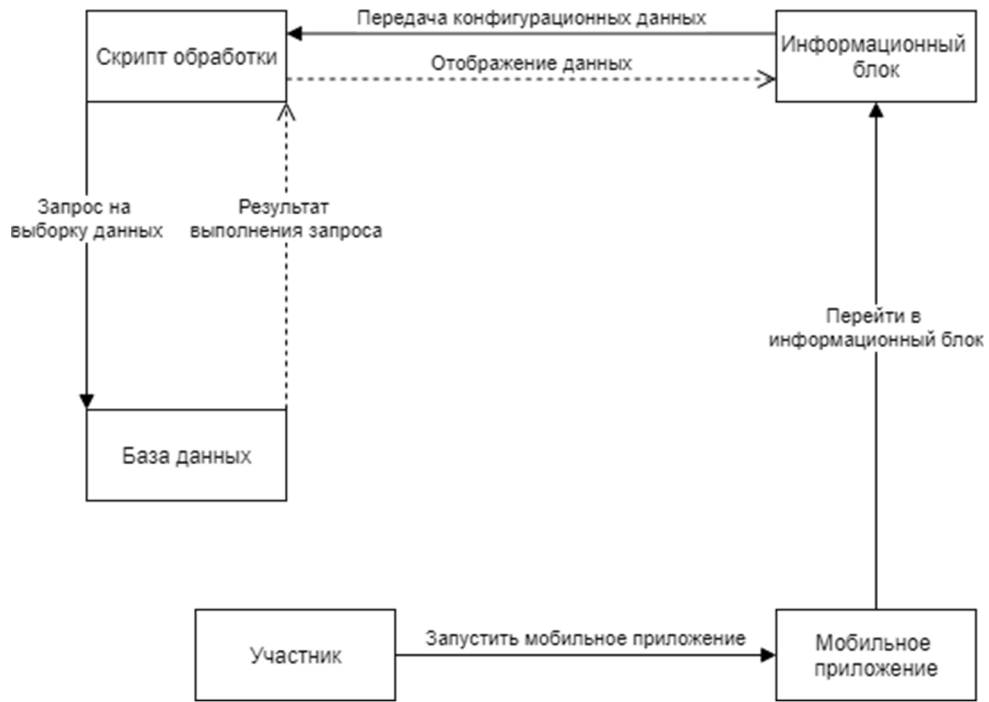 Передача конфигурационных данных
Скрипт обработки
Информационный
блок
Отображение данных
Запрос на
выборку данных
Результат
выполнения запроса
Перейти в
информационный блок
База данных
Участник
Запустить мобильное приложение
Мобильное
приложение